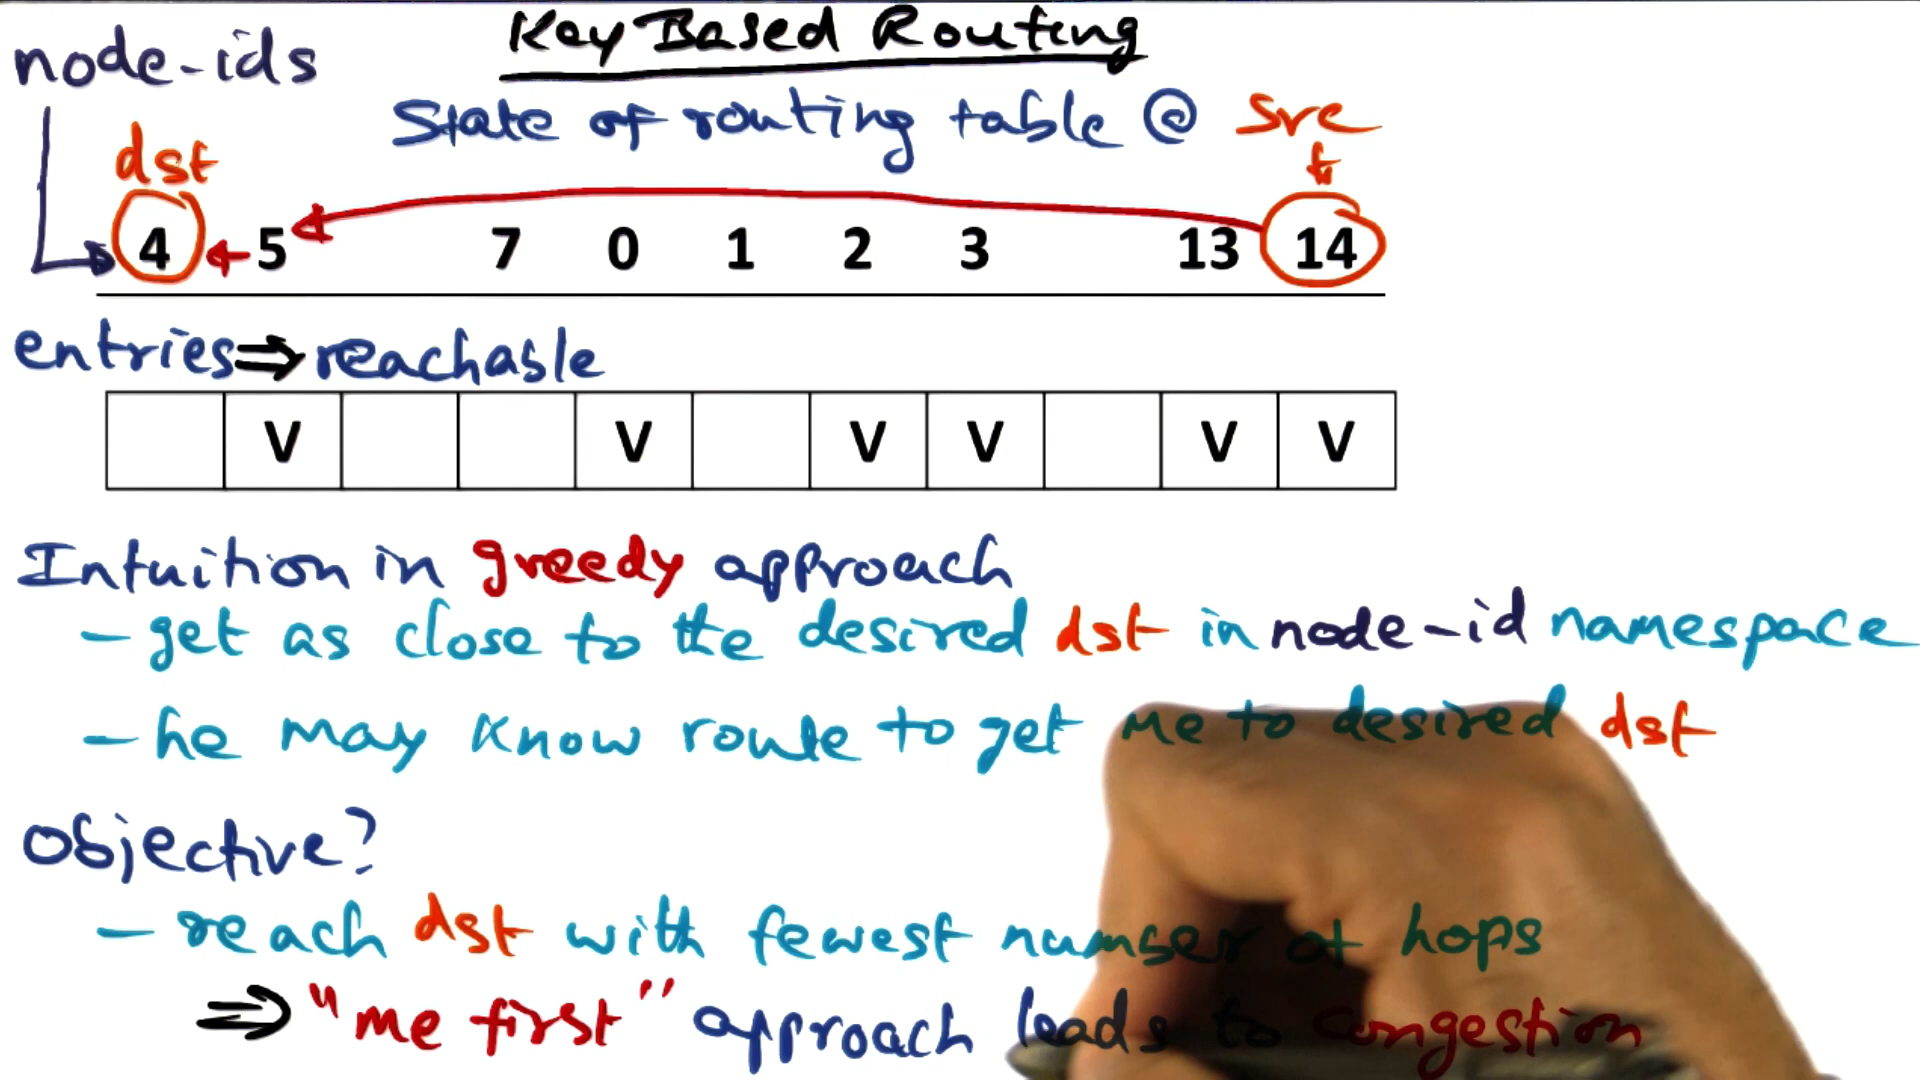 Key Based Routing
node-ids
State of routing table @ Src
dst
4 5 7 0 1 2 3 13 14
entries ⇒ reachable
V V V V V V
Intuition in greedy approach
- get as close to the desired dst in node-id namespace
- he may know route to get me to desired dst
Objective?
- reach dst with fewest number of hops
⇒ "me first" approach leads to congestion